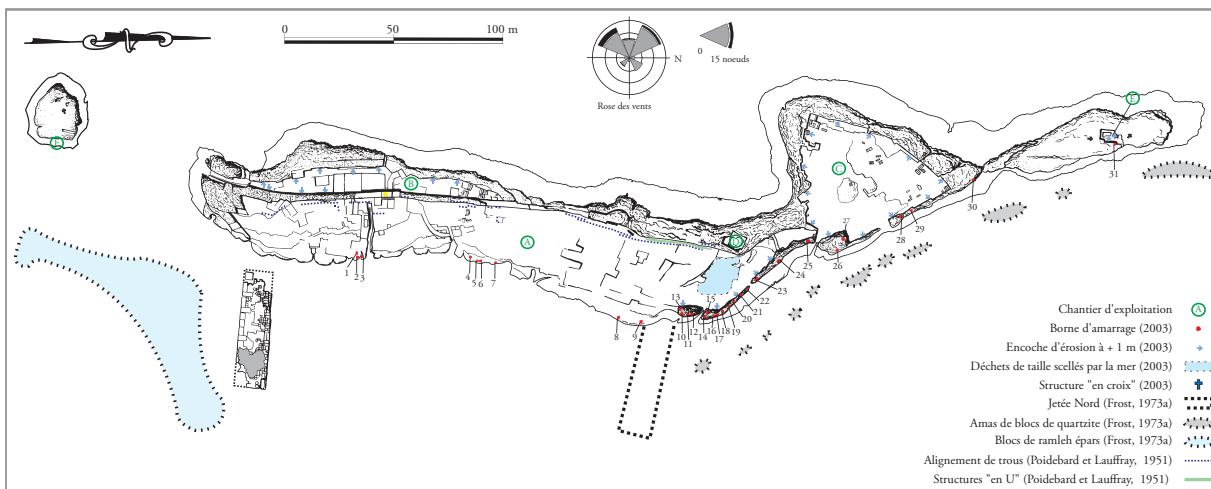 0 50 100 m
N
0
15 noeuds
Rose des vents
E
E
B
C
A
D
1
2
3
4
5
6
7
8
9
10
11
12
13
14
15
16
17
18
19
20
21
22
23
24
25
26
27
28
29
30
31
Chantier d'exploitation A
Borne d'amarrage (2003)
Encoche d'érosion à + 1 m (2003)
Déchets de taille scellés par la mer (2003)
Structure "en croix" (2003)
Jetée Nord (Frost, 1973a)
Amas de blocs de quartzite (Frost, 1973a)
Blocs de ramleh épars (Frost, 1973a)
Alignement de trous (Poidebard et Lauffray, 1951)
Structures "en U" (Poidebard et Lauffray, 1951)